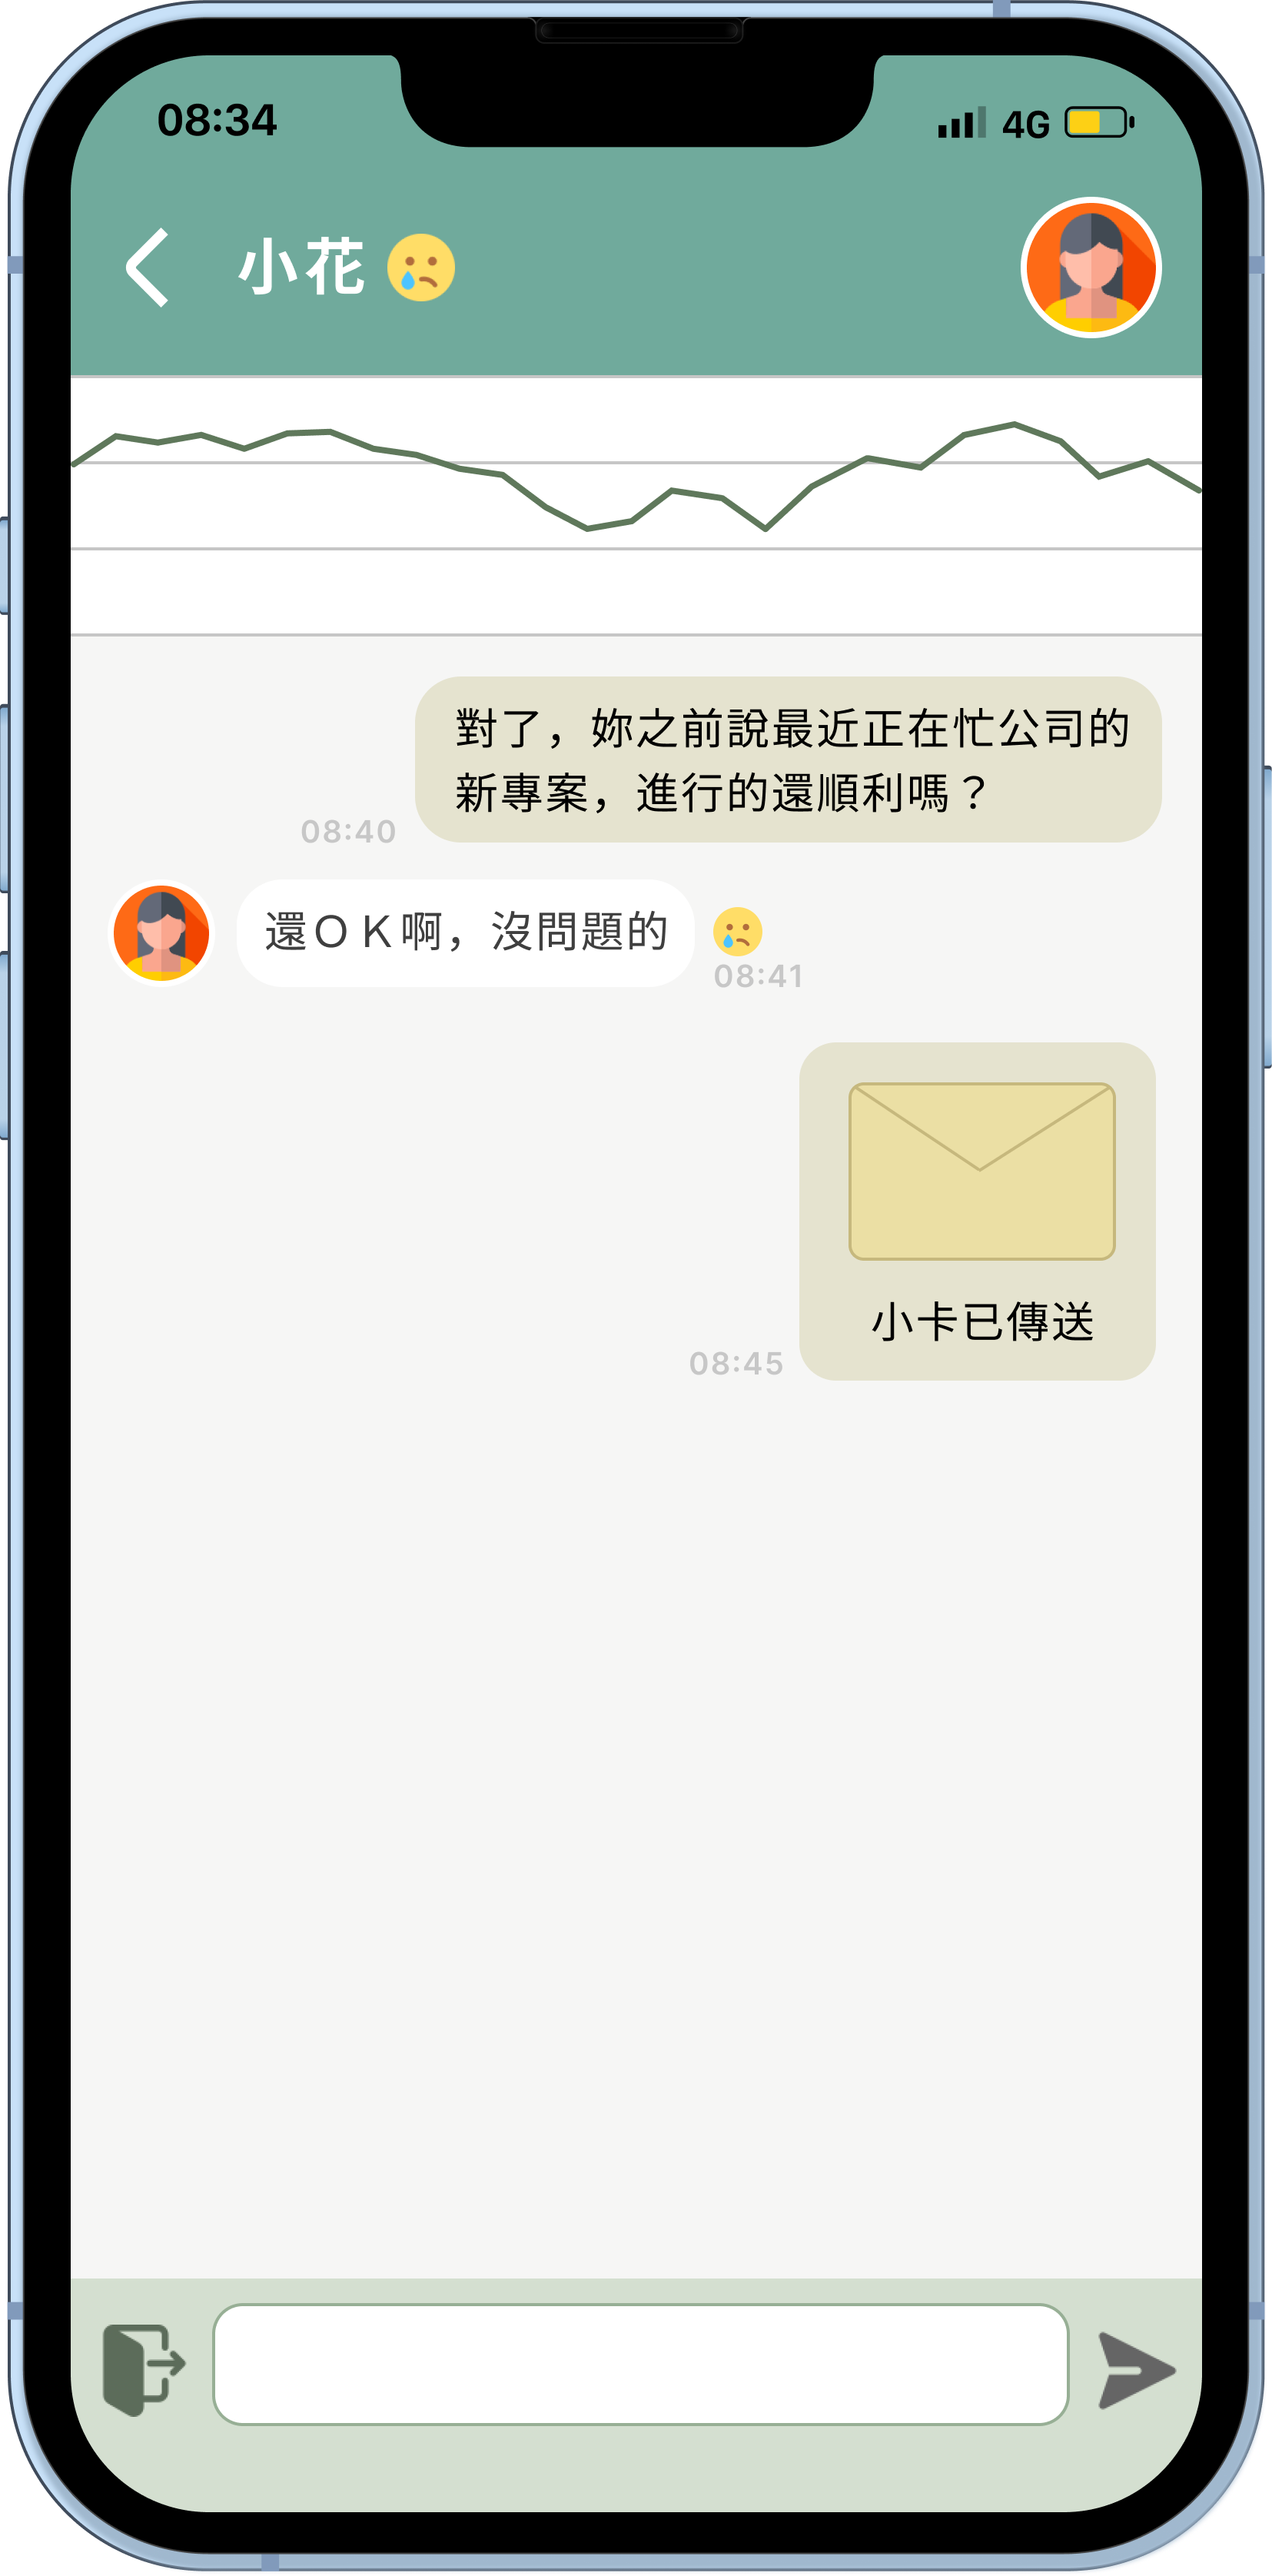 08:34
4G
小花
對了，妳之前說最近正在忙公司的
新專案，進行的還順利嗎？
08:40
還ＯＫ啊，沒問題的
08:41
小卡已傳送
08:45